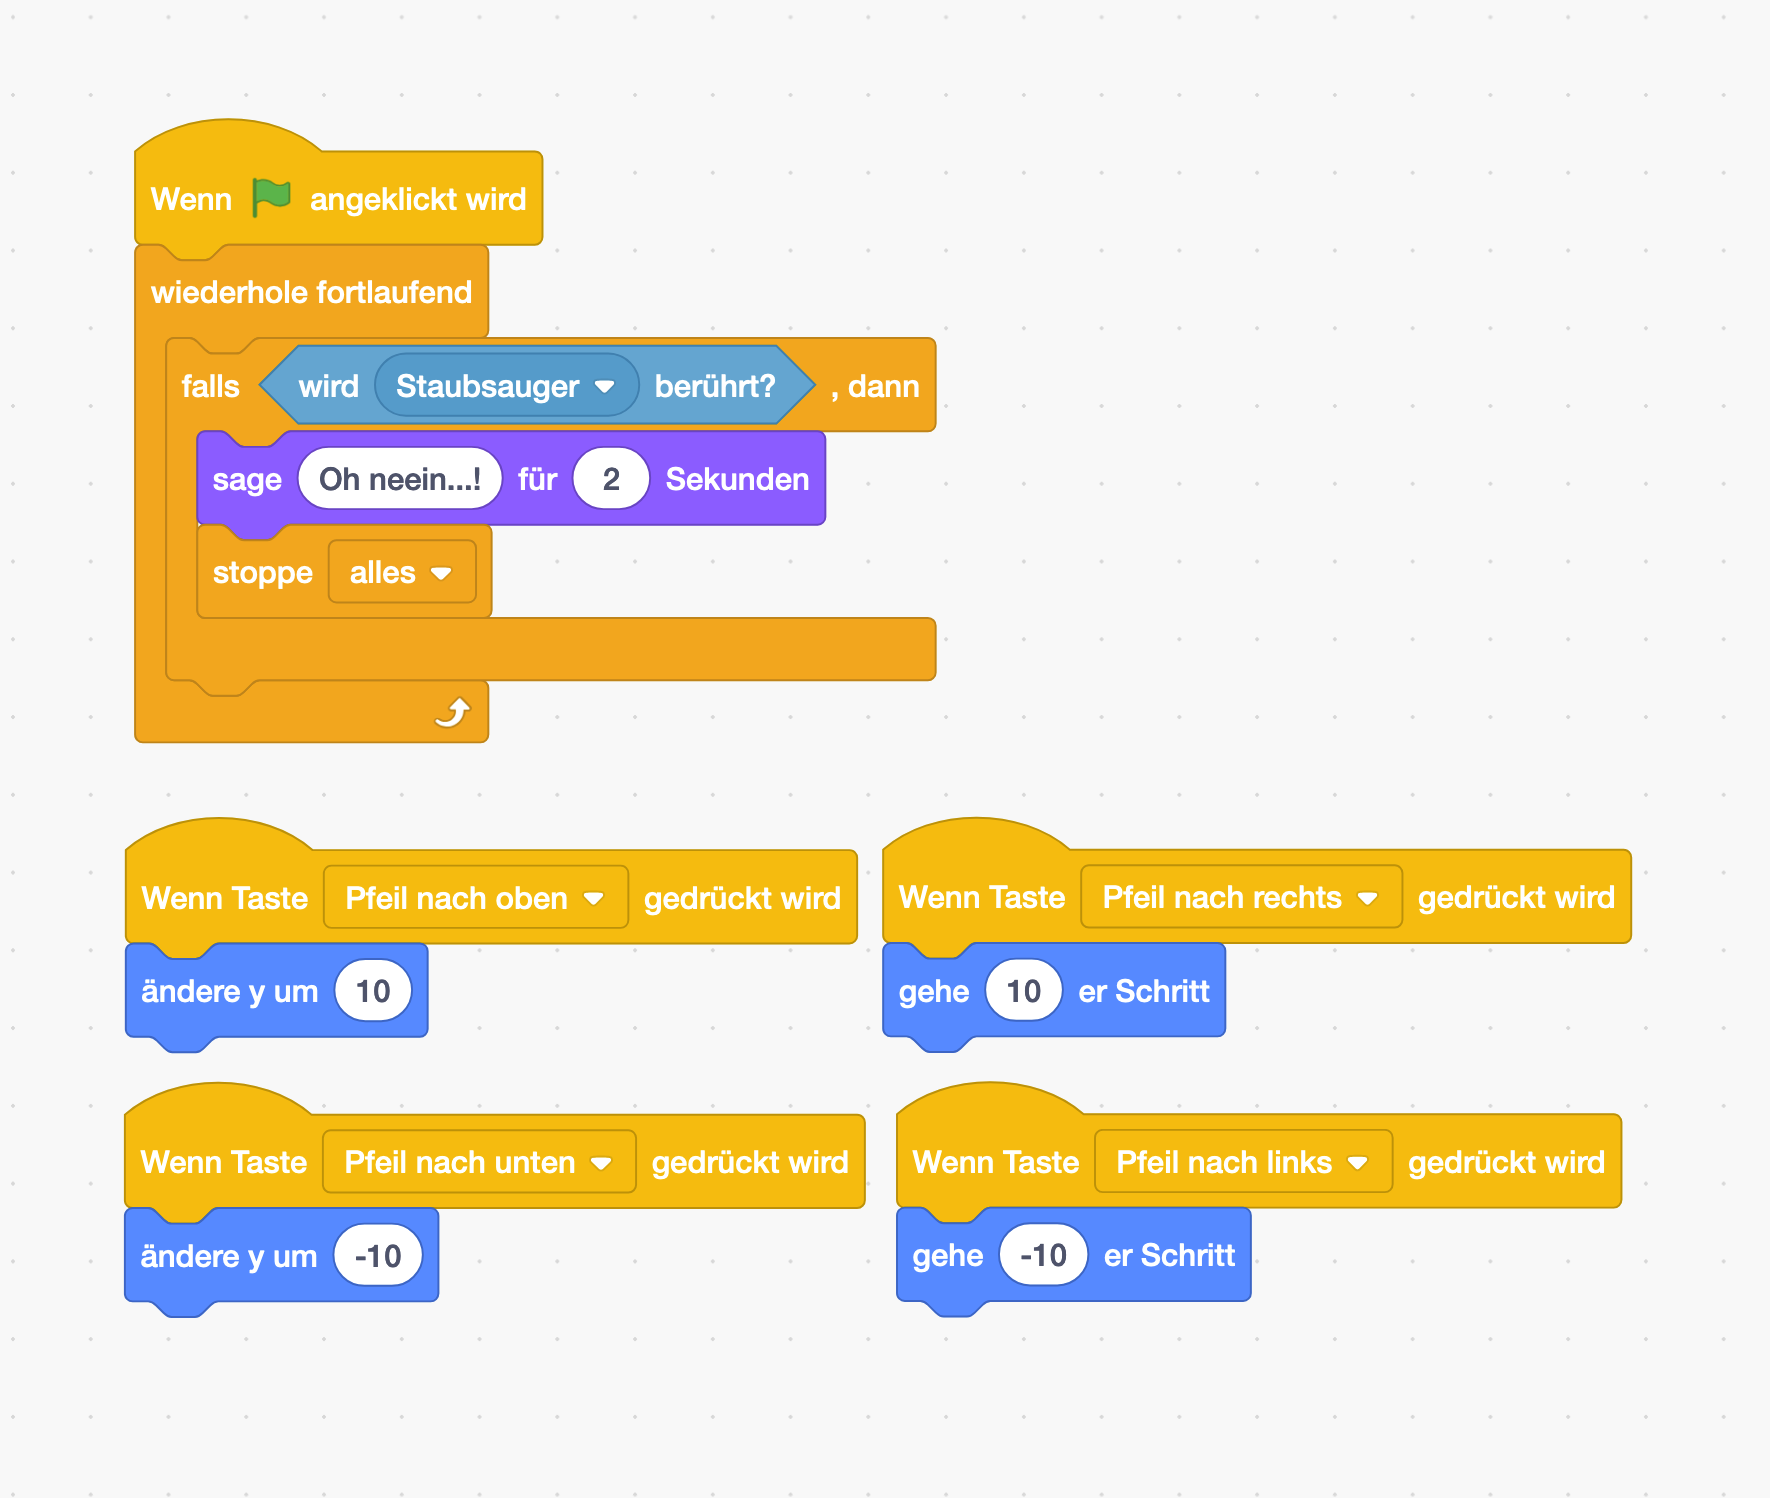 Wenn angeklickt wird
wiederhole fortlaufend
falls wird Staubsauger berührt? , dann
sage Oh neein...! für 2 Sekunden
stoppe alles
Wenn Taste Pfeil nach oben gedrückt wird
ändere y um 10
Wenn Taste Pfeil nach rechts gedrückt wird
gehe 10 er Schritt
Wenn Taste Pfeil nach unten gedrückt wird
ändere y um -10
Wenn Taste Pfeil nach links gedrückt wird
gehe -10 er Schritt